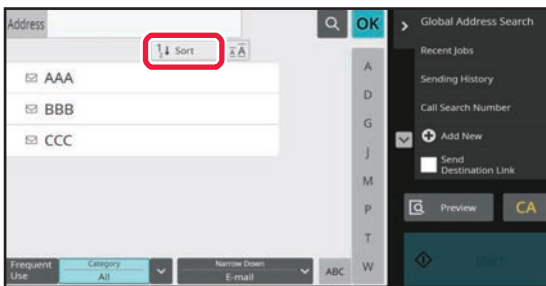 Address
OK
Sort
AAA
BBB
CCC
A
D
G
J
M
P
T
W
Frequent
Use
Category
All
Narrow Down
E-mail
ABC
Global Address Search
Recent Jobs
Sending History
Call Search Number
Add New
Send
Destination Link
Preview
CA
Start